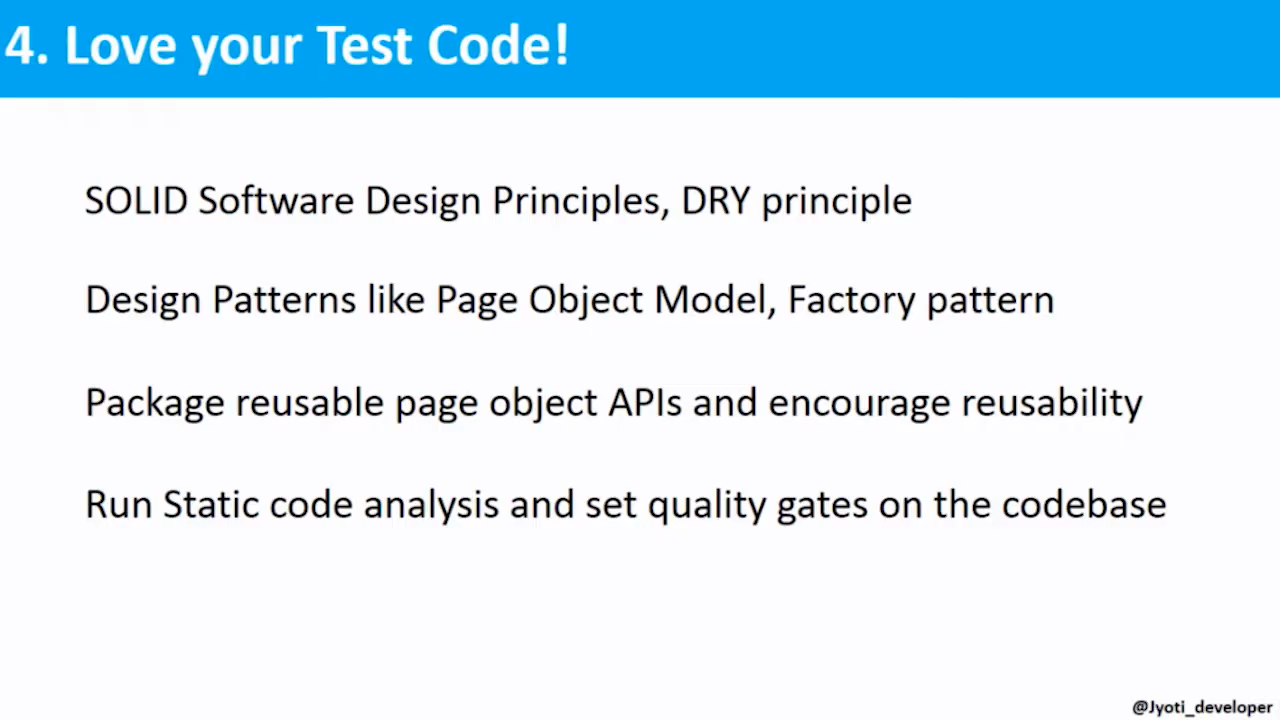 4. Love your Test Code!
SOLID Software Design Principles, DRY principle
Design Patterns like Page Object Model, Factory pattern
Package reusable page object APIs and encourage reusability
Run Static code analysis and set quality gates on the codebase
@Jyoti_developer